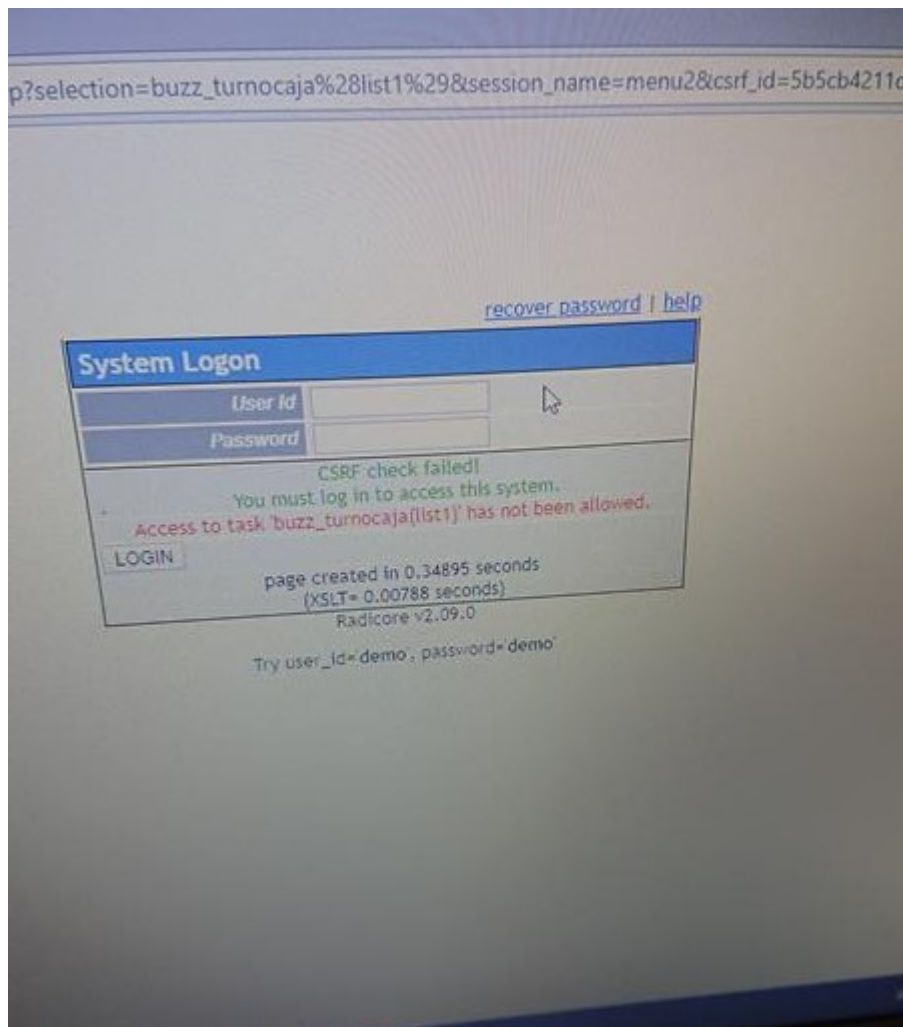 p?selection=buzz_turnocaja%28list1%29&session_name=menu2&csrf_id=5b5cb4211c
recover password | help
System Logon
User Id
Password
CSRF check failed!
You must log in to access this system.
Access to task 'buzz_turnocaja(list1)' has not been allowed.
LOGIN
page created in 0.34895 seconds
(XSLT= 0.00788 seconds)
Radicore v2.09.0
Try user_id='demo', password='demo'